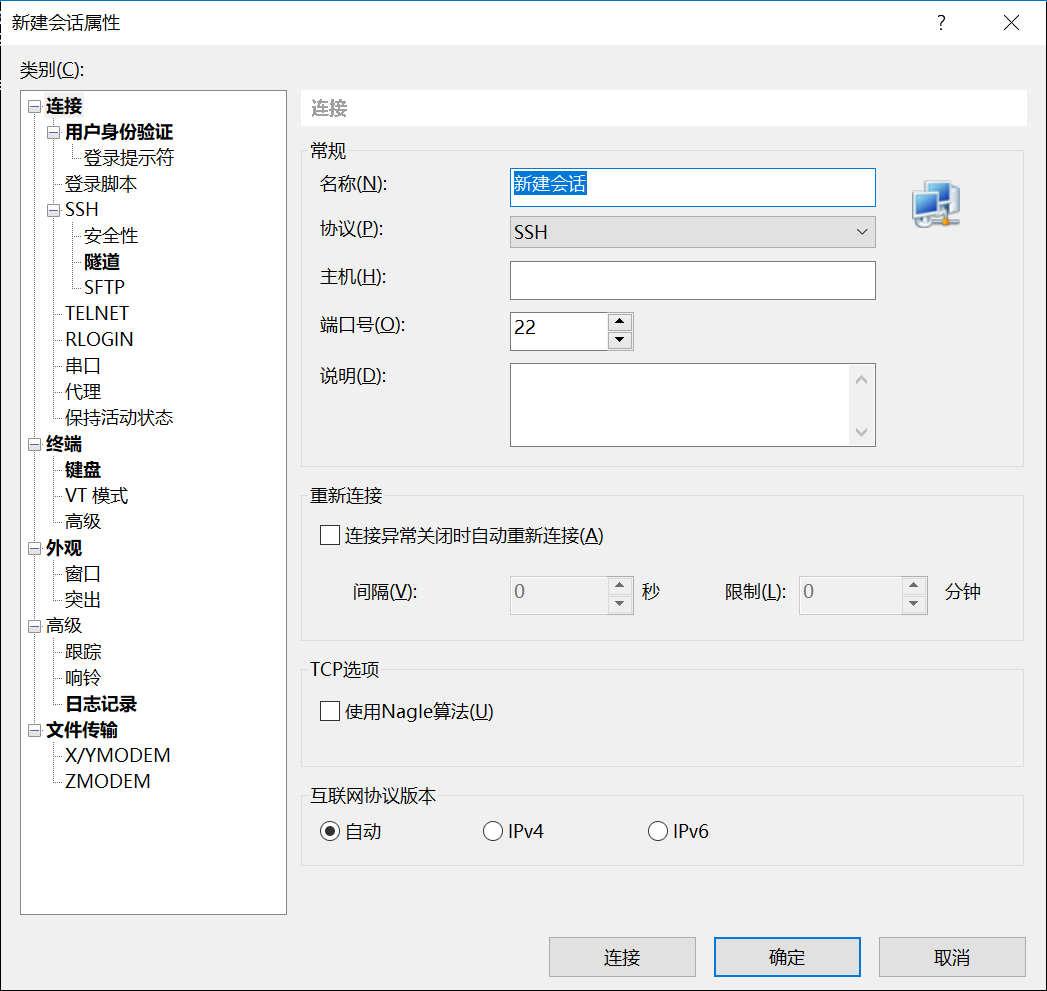 新建会话属性
?
类别(C):
连接
用户身份验证
登录提示符
登录脚本
SSH
安全性
隧道
SFTP
TELNET
RLOGIN
串口
代理
保持活动状态
终端
键盘
VT 模式
高级
外观
窗口
突出
高级
跟踪
响铃
日志记录
文件传输
X/YMODEM
ZMODEM
连接
常规
名称(N): 新建会话
协议(P): SSH
主机(H):
端口号(O): 22
说明(D):
重新连接
连接异常关闭时自动重新连接(A)
间隔(V): 0 秒 限制(L): 0 分钟
TCP选项
使用Nagle算法(U)
互联网协议版本
自动 IPv4 IPv6
连接 确定 取消